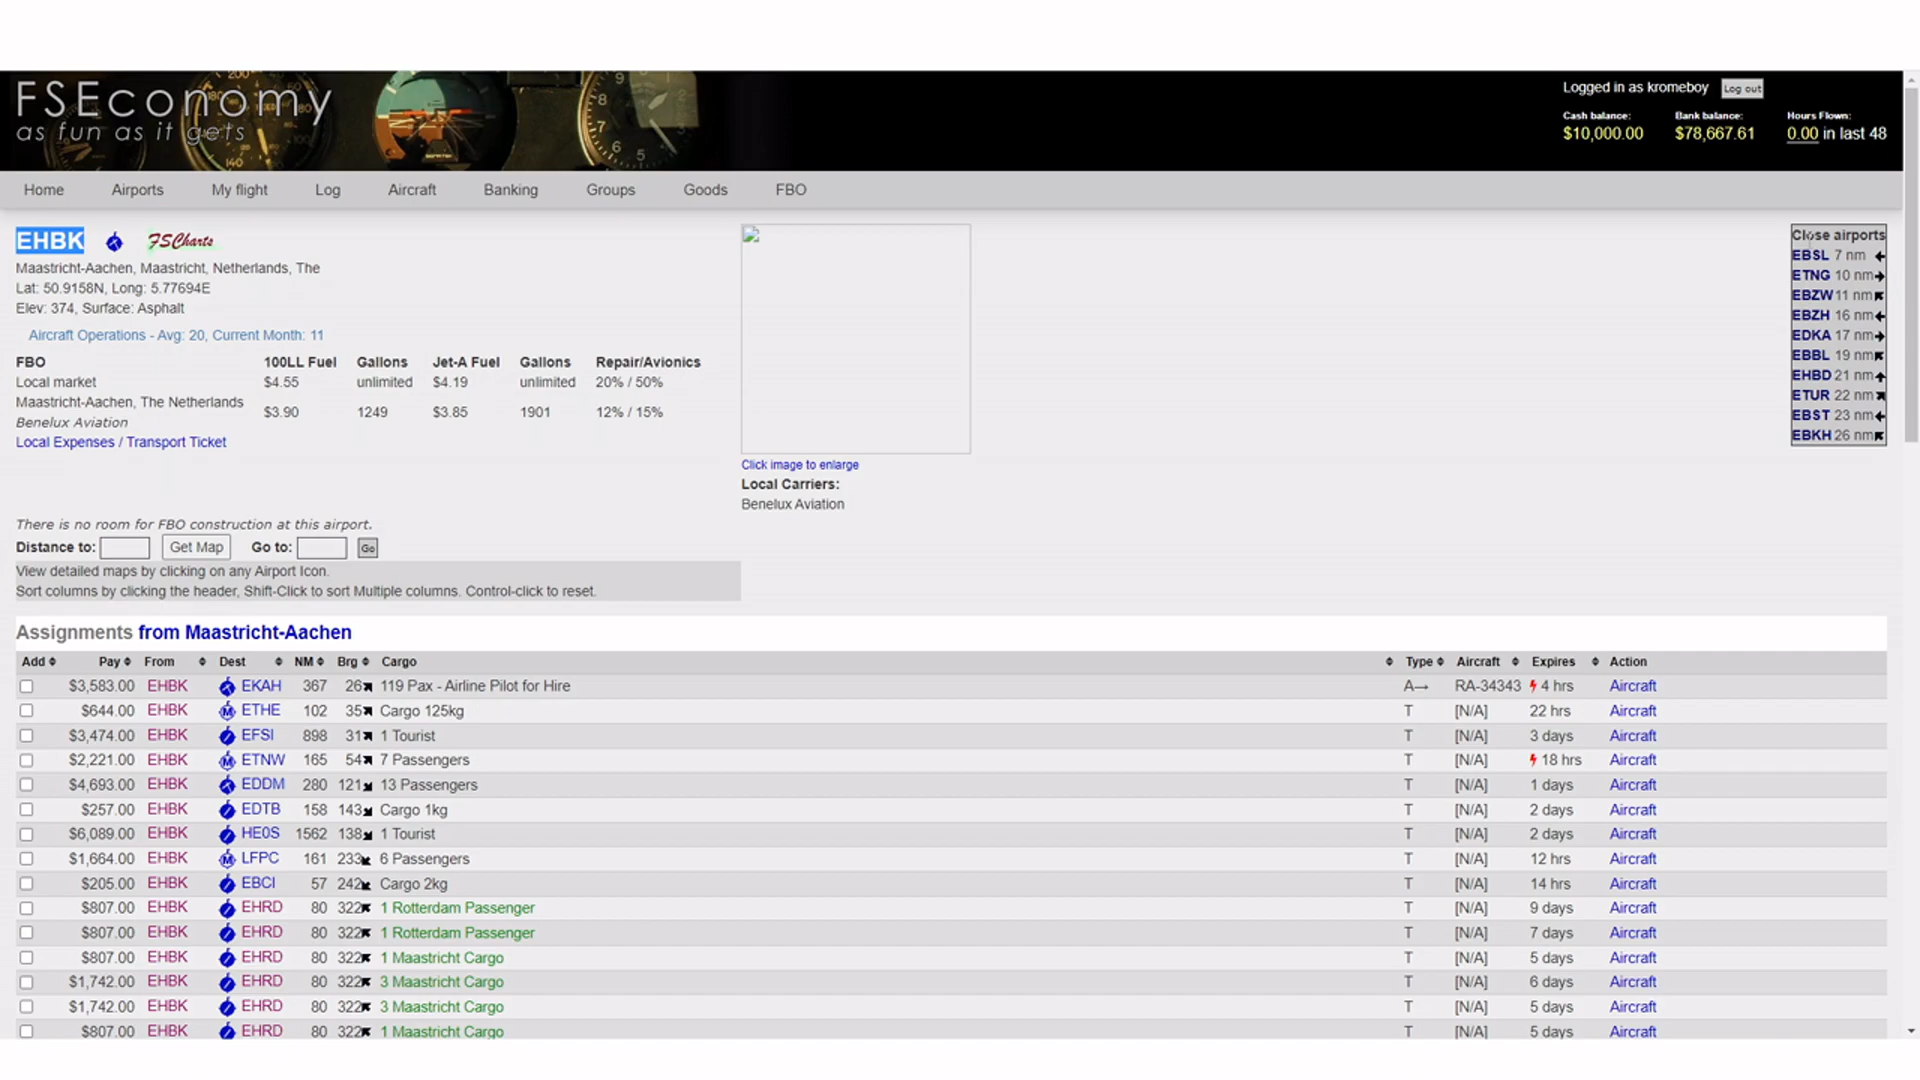 FSEconomy
as fun as it gets
Logged in as kromeboy Log out
Cash balance: Bank balance: Hours Flown:
$10,000.00 $78,667.61 0.00 in last 48
Home Airports My flight Log Aircraft Banking Groups Goods FBO
EHBK FSCharts
Maastricht-Aachen, Maastricht, Netherlands, The
Lat: 50.9158N, Long: 5.77694E
Elev: 374, Surface: Asphalt
Aircraft Operations - Avg: 20, Current Month: 11
FBO 100LL Fuel Gallons Jet-A Fuel Gallons Repair/Avionics
Local market $4.55 unlimited $4.19 unlimited 20% / 50%
Maastricht-Aachen, The Netherlands
Benelux Aviation $3.90 1249 $3.85 1901 12% / 15%
Local Expenses / Transport Ticket
Click image to enlarge
Local Carriers:
Benelux Aviation
Close airports
EBSL 7 nm
ETNG 10 nm
EBZW 11 nm
EBZH 16 nm
EDKA 17 nm
EBBL 19 nm
EHBD 21 nm
ETUR 22 nm
EBST 23 nm
EBKH 26 nm
There is no room for FBO construction at this airport.
Distance to: Get Map Go to: Go
View detailed maps by clicking on any Airport Icon.
Sort columns by clicking the header, Shift-Click to sort Multiple columns. Control-click to reset.
Assignments from Maastricht-Aachen
Add Pay From Dest NM Brg Cargo Type Aircraft Expires Action
$3,583.00 EHBK EKAH 367 26 119 Pax - Airline Pilot for Hire A→ RA-34343 4 hrs Aircraft
$644.00 EHBK ETHE 102 35 Cargo 125kg T [N/A] 22 hrs Aircraft
$3,474.00 EHBK EFSI 898 31 1 Tourist T [N/A] 3 days Aircraft
$2,221.00 EHBK ETNW 165 54 7 Passengers T [N/A] 18 hrs Aircraft
$4,693.00 EHBK EDDM 280 121 13 Passengers T [N/A] 1 days Aircraft
$257.00 EHBK EDTB 158 143 Cargo 1kg T [N/A] 2 days Aircraft
$6,089.00 EHBK HE0S 1562 138 1 Tourist T [N/A] 2 days Aircraft
$1,664.00 EHBK LFPC 161 233 6 Passengers T [N/A] 12 hrs Aircraft
$205.00 EHBK EBCI 57 242 Cargo 2kg T [N/A] 14 hrs Aircraft
$807.00 EHBK EHRD 80 322 1 Rotterdam Passenger T [N/A] 9 days Aircraft
$807.00 EHBK EHRD 80 322 1 Rotterdam Passenger T [N/A] 7 days Aircraft
$807.00 EHBK EHRD 80 322 1 Maastricht Cargo T [N/A] 5 days Aircraft
$1,742.00 EHBK EHRD 80 322 3 Maastricht Cargo T [N/A] 6 days Aircraft
$1,742.00 EHBK EHRD 80 322 3 Maastricht Cargo T [N/A] 5 days Aircraft
$807.00 EHBK EHRD 80 322 1 Maastricht Cargo T [N/A] 5 days Aircraft